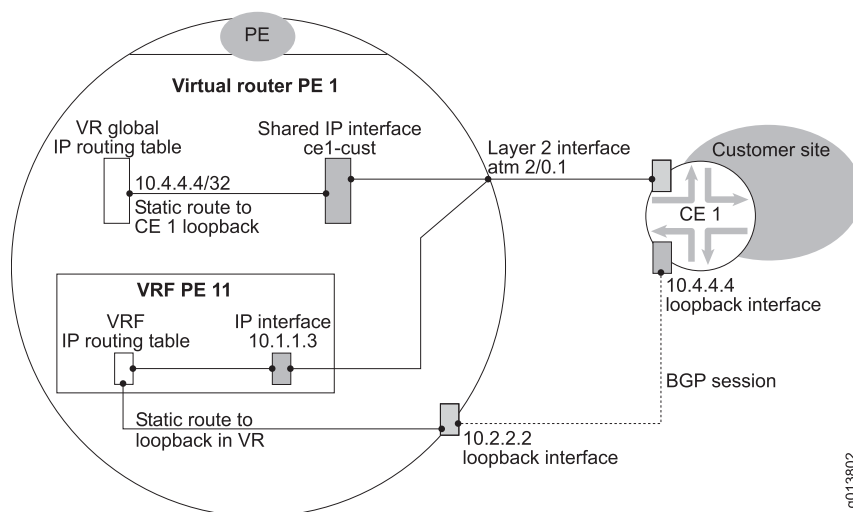 PE
Virtual router PE 1
VR global
IP routing table
Shared IP interface
ce1-cust
10.4.4.4/32
Static route to
CE 1 loopback
Layer 2 interface
atm 2/0.1
Customer site
CE 1
10.4.4.4
loopback interface
VRF PE 11
VRF
IP routing table
IP interface
10.1.1.3
BGP session
Static route to
loopback in VR
10.2.2.2
loopback interface
g013802